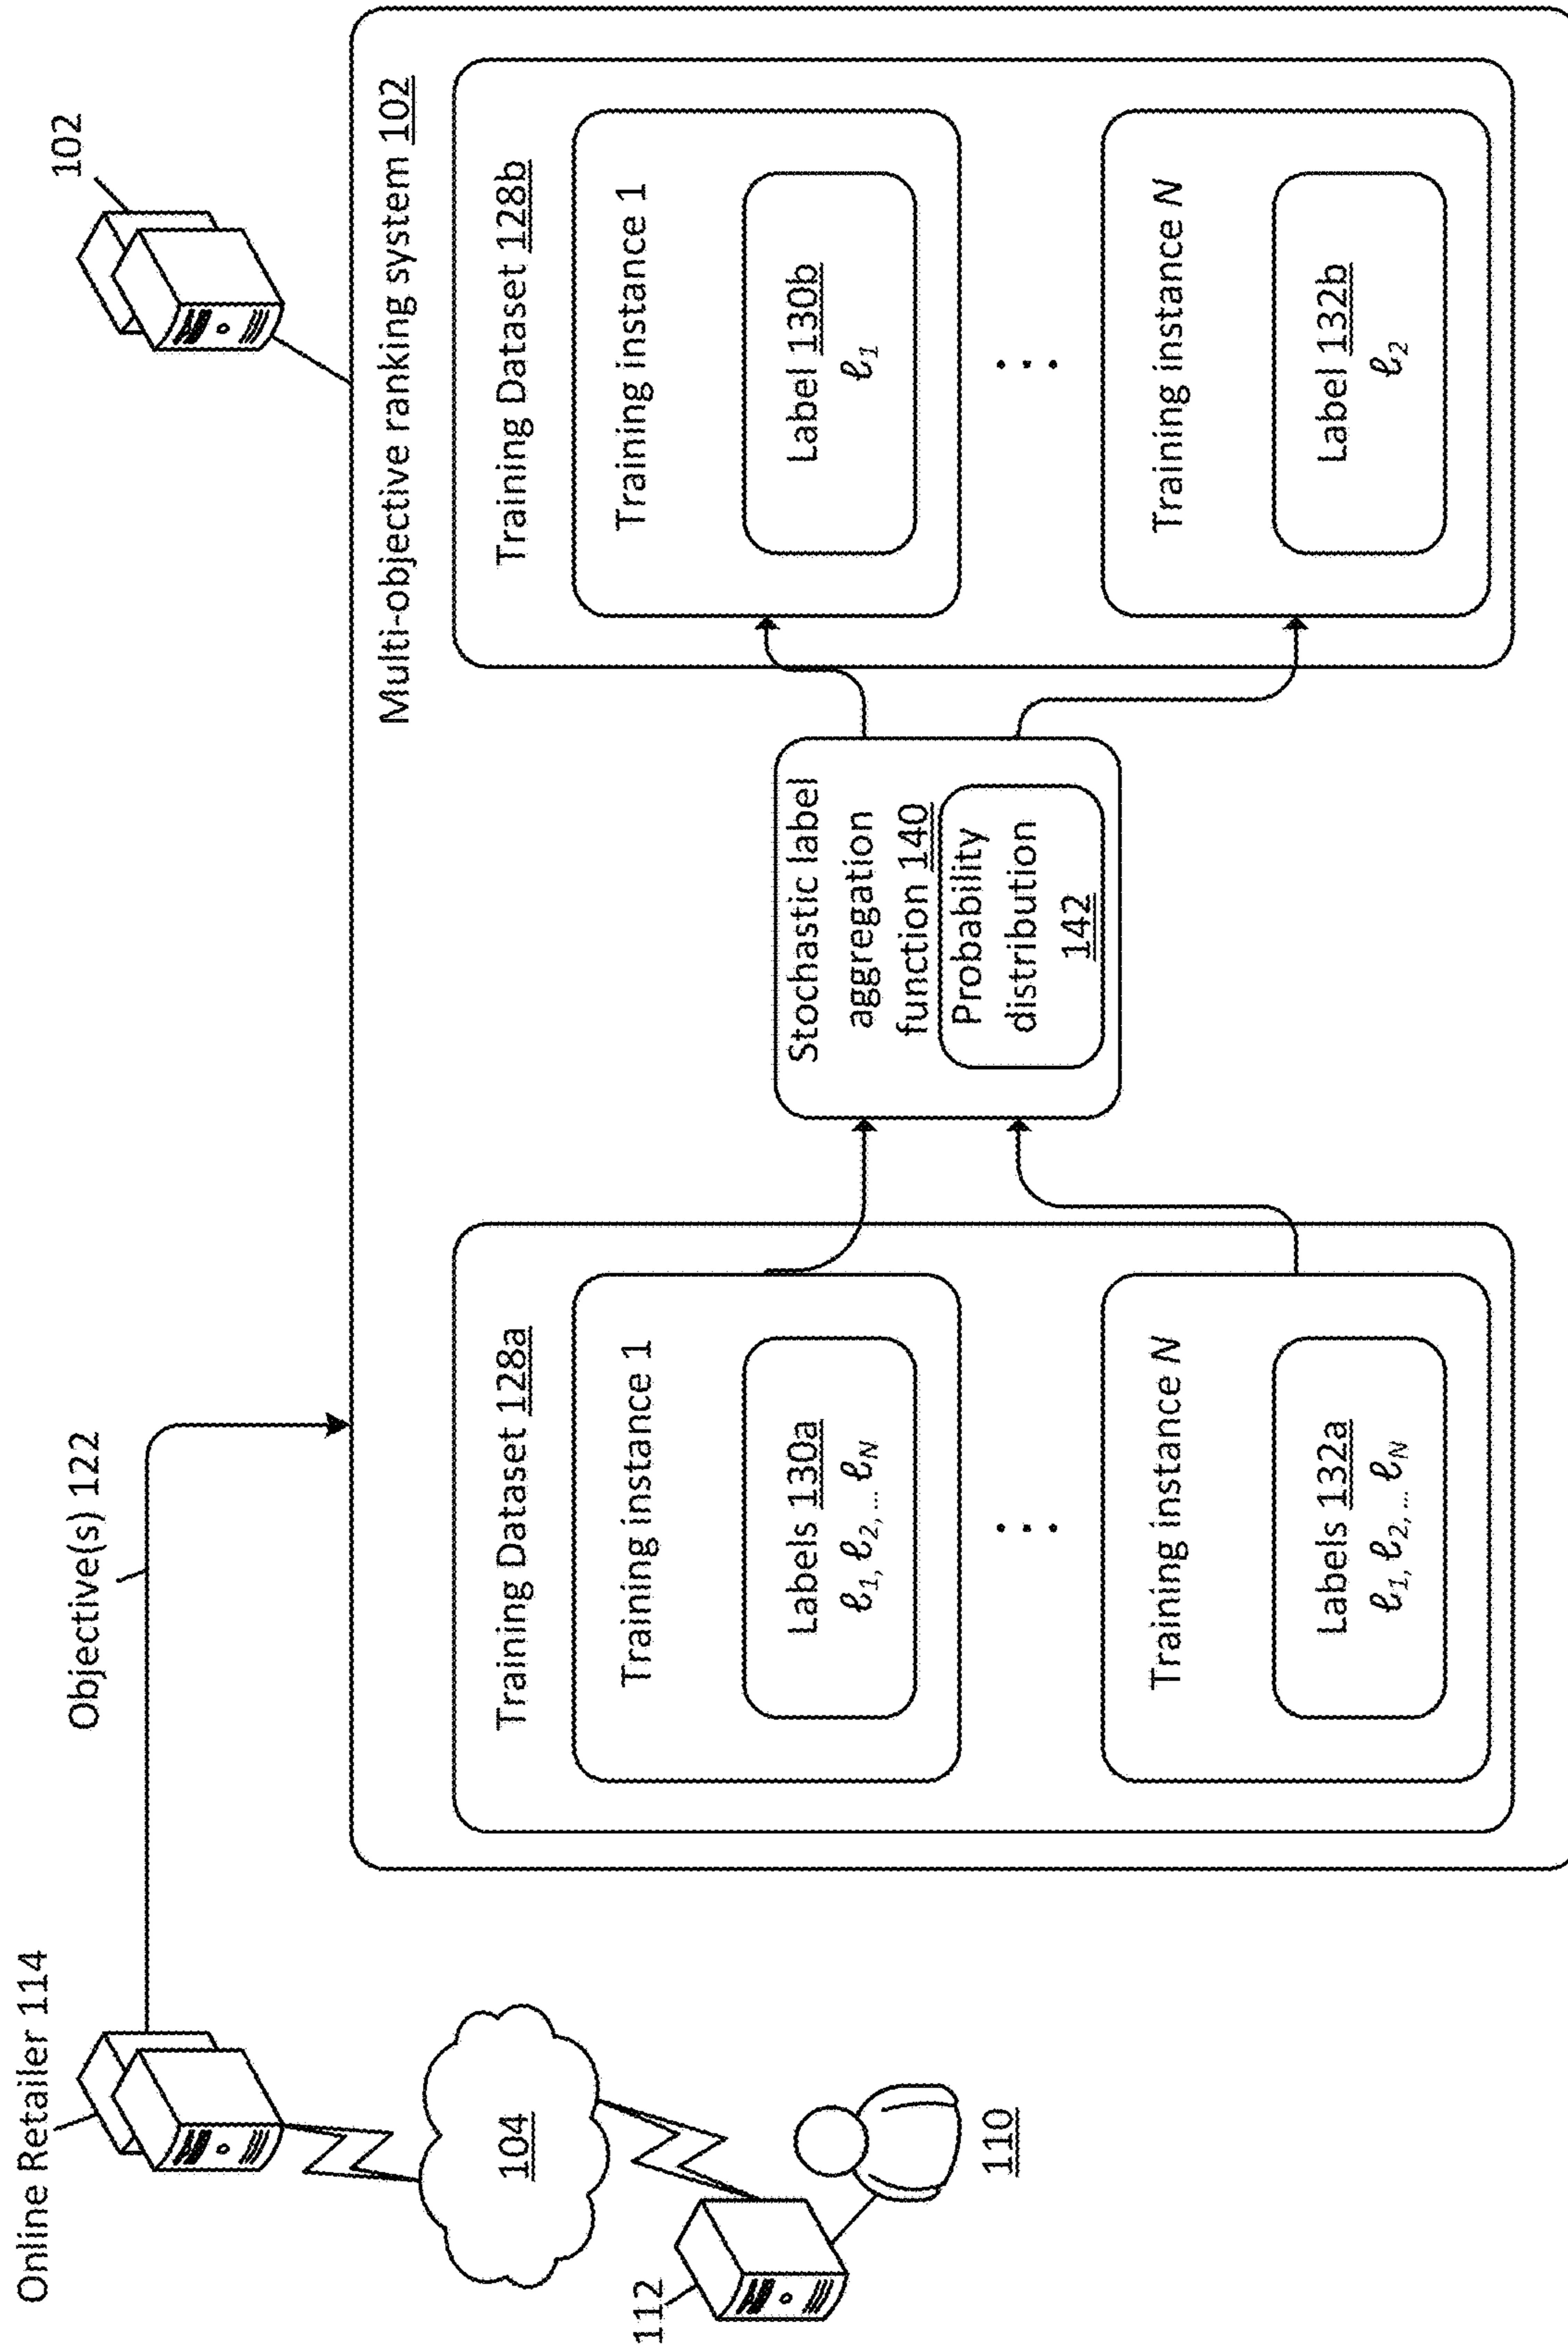 Online Retailer 114
Objective(s) 122
102
104
112
110
Multi-objective ranking system 102
Training Dataset 128a
Training instance 1
Labels 130a
ℓ1, ℓ2, ... ℓN
...
Training instance N
Labels 132a
ℓ1, ℓ2, ... ℓN
Stochastic label
aggregation
function 140
Probability
distribution
142
Training Dataset 128b
Training instance 1
Label 130b
ℓ1
...
Training instance N
Label 132b
ℓ2